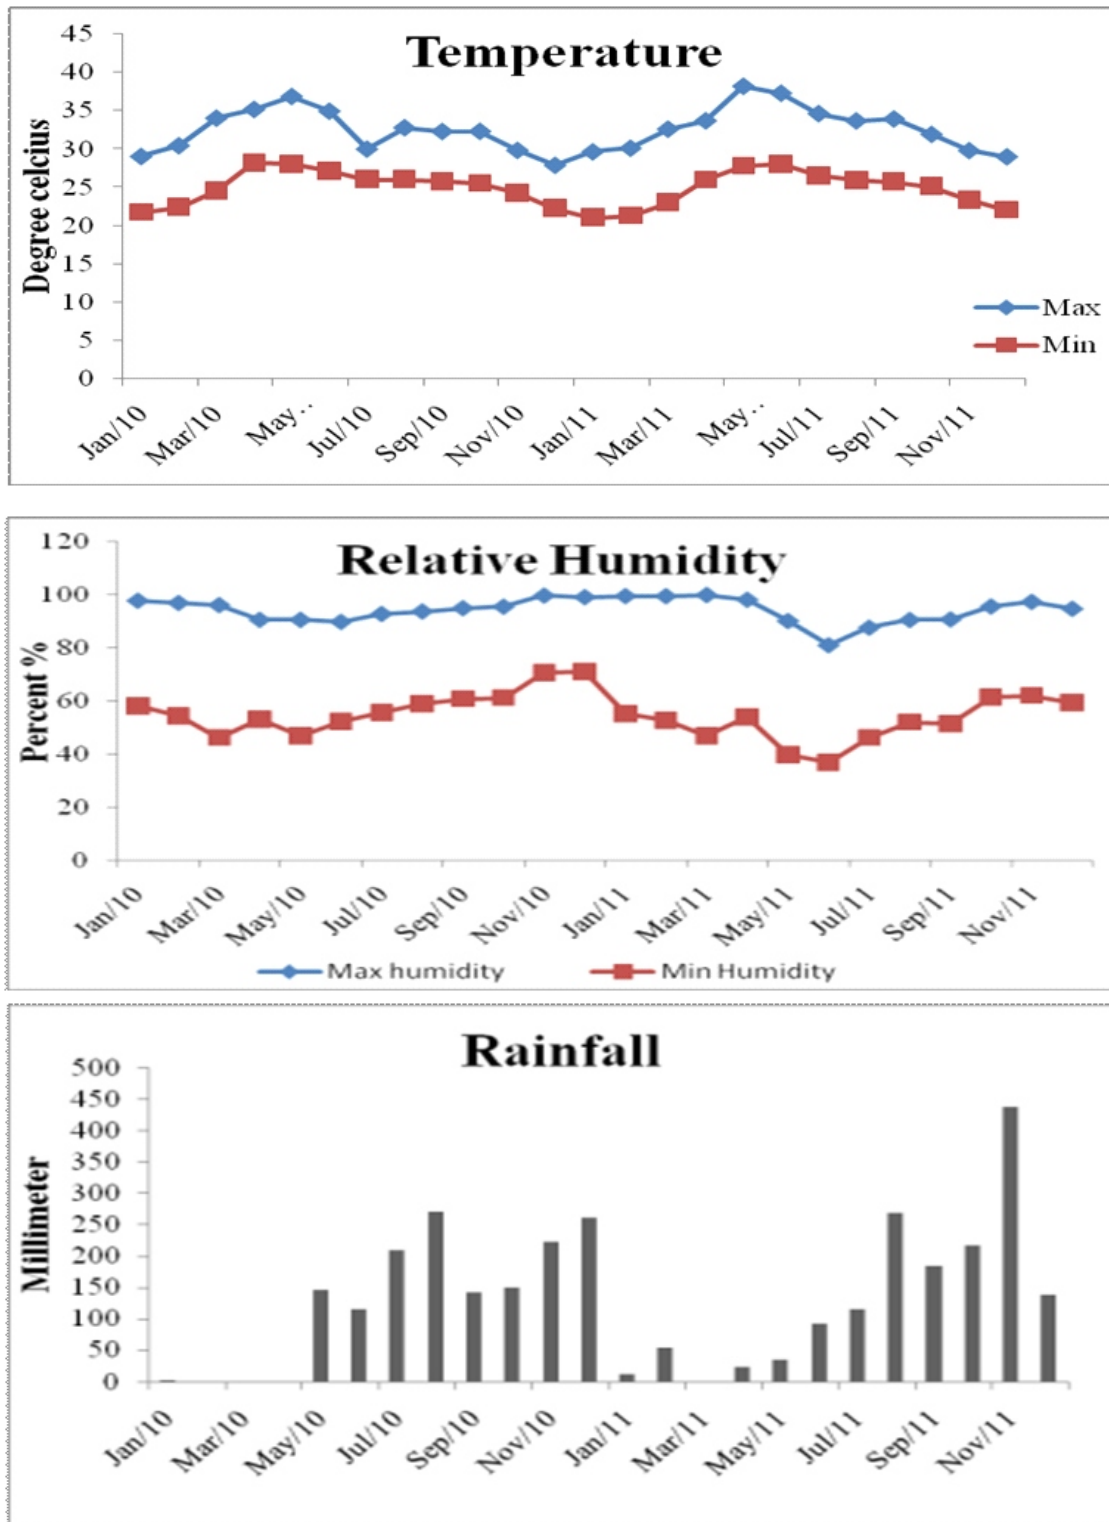 Temperature
Degree celcius
45
40
35
30
25
20
15
10
5
0
Max
Min
Jan/10
Mar/10
May..
Jul/10
Sep/10
Nov/10
Jan/11
Mar/11
May..
Jul/11
Sep/11
Nov/11
Relative Humidity
Percent %
120
100
80
60
40
20
0
Jan/10
Mar/10
May/10
Jul/10
Sep/10
Nov/10
Jan/11
Mar/11
May/11
Jul/11
Sep/11
Nov/11
Max humidity
Min Humidity
Rainfall
Millimeter
500
450
400
350
300
250
200
150
100
50
0
Jan/10
Mar/10
May/10
Jul/10
Sep/10
Nov/10
Jan/11
Mar/11
May/11
Jul/11
Sep/11
Nov/11